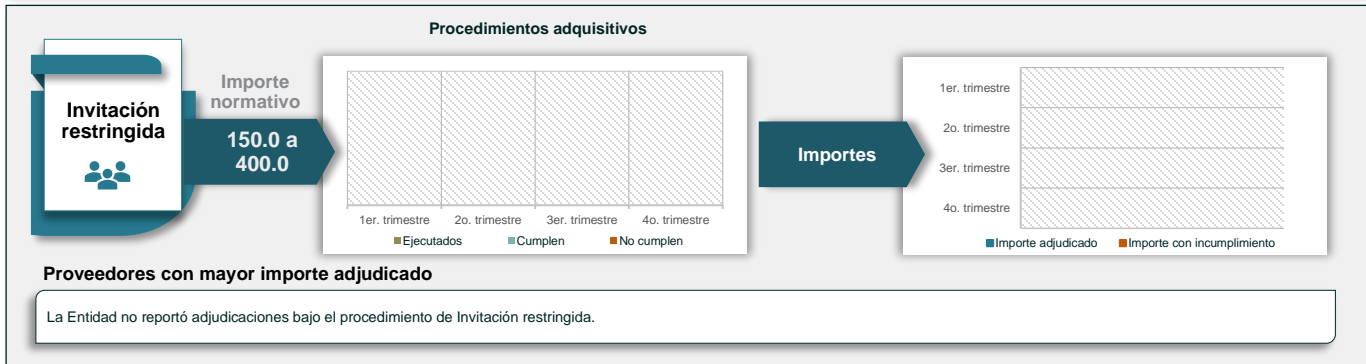 Procedimientos adquisitivos
Invitación
restringida
Importe
normativo
150.0 a
400.0
1er. trimestre
2o. trimestre
3er. trimestre
4o. trimestre
Ejecutados
Cumplen
No cumplen
Importes
1er. trimestre
2o. trimestre
3er. trimestre
4o. trimestre
Importe adjudicado
Importe con incumplimiento
Proveedores con mayor importe adjudicado
La Entidad no reportó adjudicaciones bajo el procedimiento de Invitación restringida.